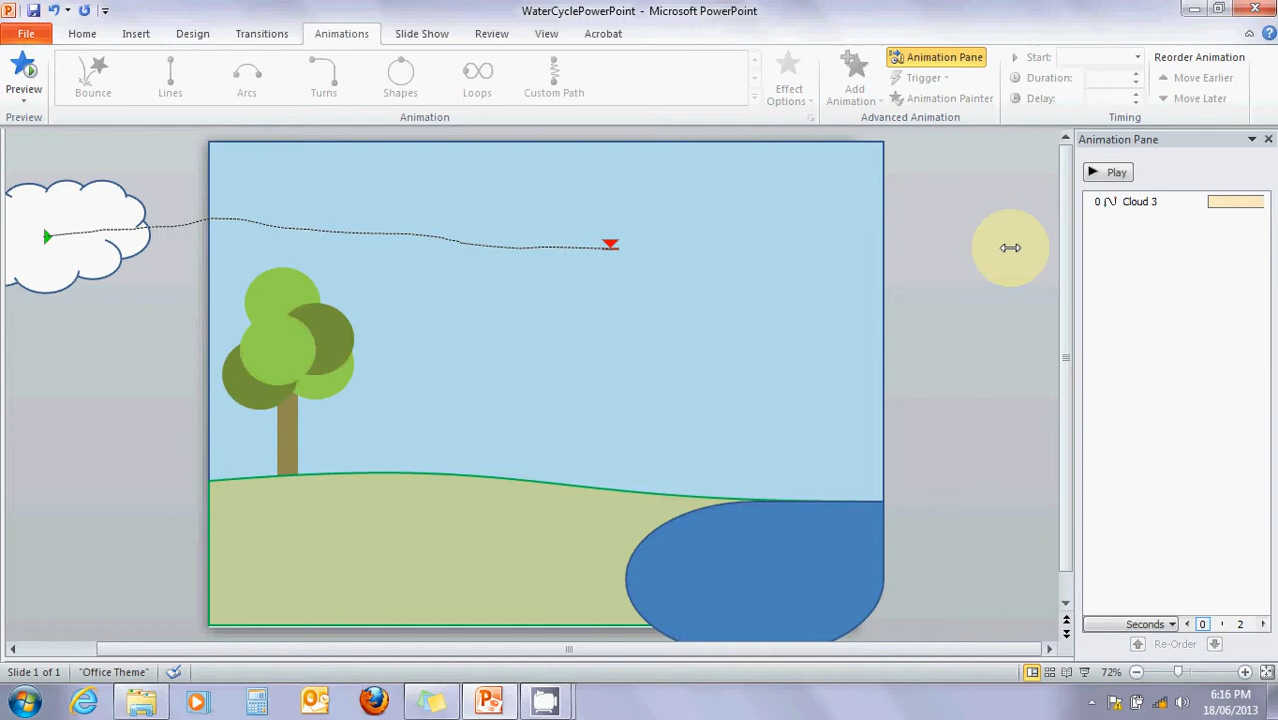 WaterCyclePowerPoint - Microsoft PowerPoint
File Home Insert Design Transitions Animations Slide Show Review View Acrobat
Preview
Preview
Bounce Lines Arcs Turns Shapes Loops Custom Path
Animation
Effect Options
Add Animation
Animation Pane
Trigger
Animation Painter
Advanced Animation
Start:
Duration:
Delay:
Timing
Reorder Animation
Move Earlier
Move Later
Animation Pane
Play
0 Cloud 3
Seconds 0 2
Re-Order
Slide 1 of 1 "Office Theme" 72%
6:16 PM
18/06/2013